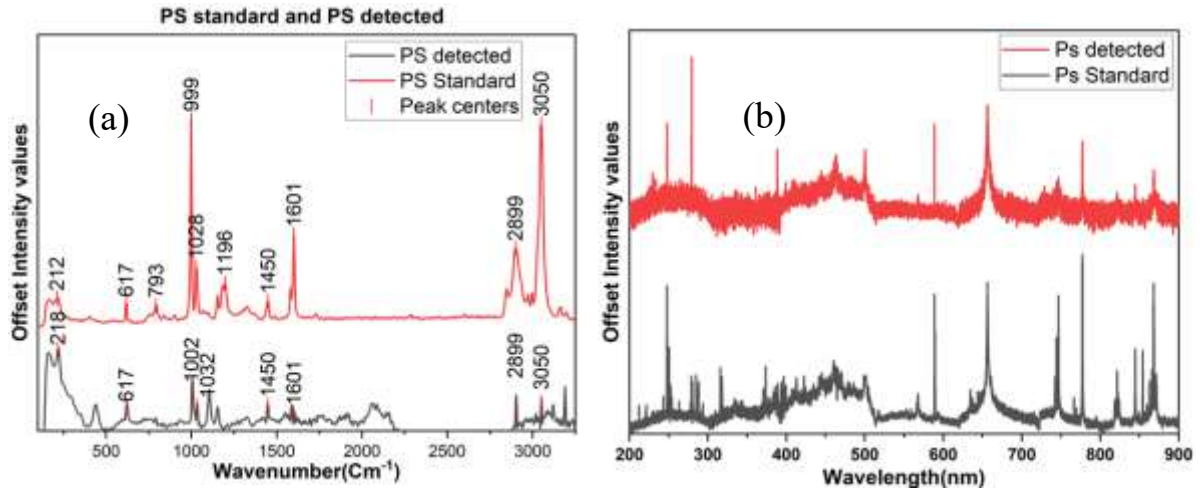 PS standard and PS detected
(a)
PS detected
PS Standard
Peak centers
Offset Intensity values
212
617
793
999
1028
1196
1450
1601
2899
3050
218
617
1002
4032
1450
1601
2899
3050
500 1000 1500 2000 2500 3000
Wavenumber(Cm⁻¹)
(b)
Ps detected
Ps Standard
Offset Intensity values
200 300 400 500 600 700 800 900
Wavelength(nm)